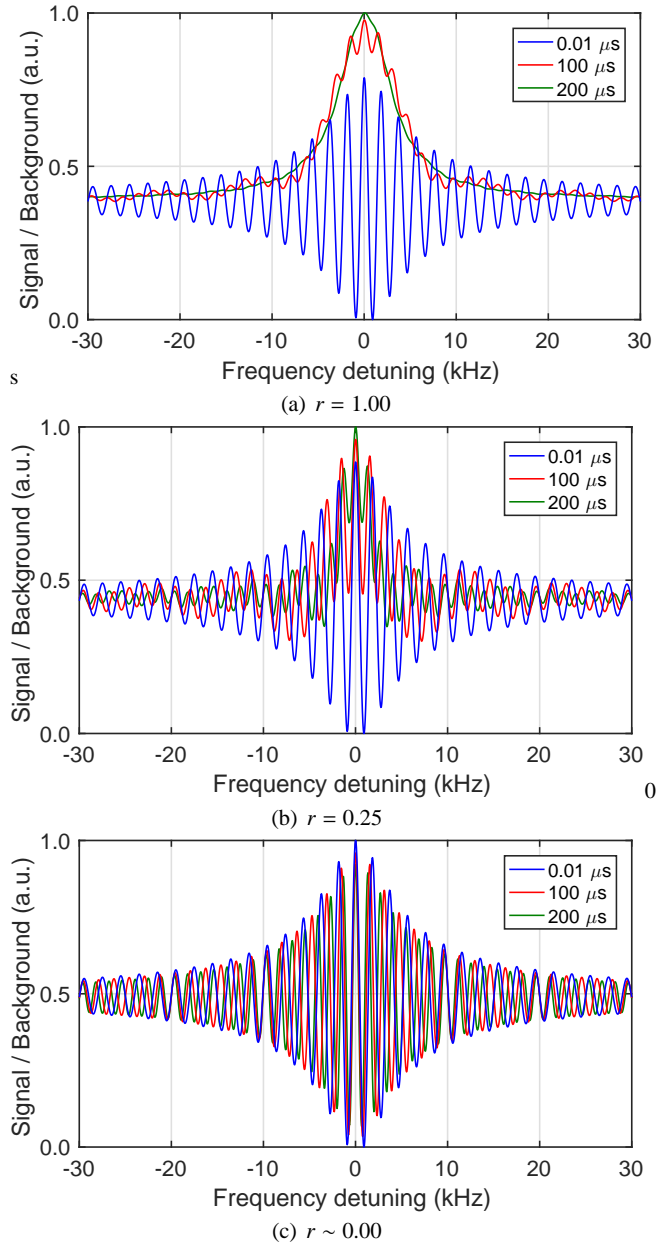 1.0
0.5
0.0
Signal / Background (a.u.)
0.01 μs
100 μs
200 μs
-30 -20 -10 0 10 20 30
Frequency detuning (kHz)
s
(a) r = 1.00
1.0
0.5
0.0
Signal / Background (a.u.)
0.01 μs
100 μs
200 μs
-30 -20 -10 0 10 20 30
Frequency detuning (kHz)
0
(b) r = 0.25
1.0
0.5
0.0
Signal / Background (a.u.)
0.01 μs
100 μs
200 μs
-30 -20 -10 0 10 20 30
Frequency detuning (kHz)
(c) r ∼ 0.00